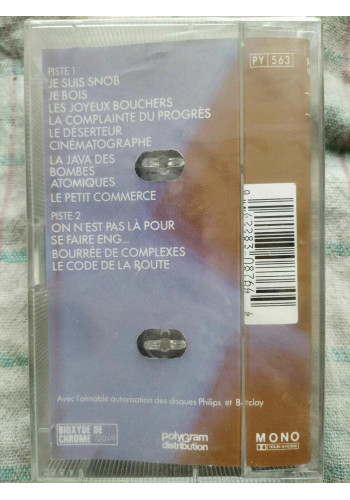 PY 563
PISTE 1
JE SUIS SNOB
JE BOIS
LES JOYEUX BOUCHERS
LA COMPLAINTE DU PROGRÈS
LE DÉSERTEUR
CINÉMATOGRAPHE
LA JAVA DES
BOMBES
ATOMIQUES
LE PETIT COMMERCE
PISTE 2
ON N'EST PAS LÀ POUR
SE FAIRE ENG...
BOURRÉE DE COMPLEXES
LE CODE DE LA ROUTE
Avec l'aimable autorisation des disques Philips et Barclay
BIOXYDE DE
CHROME
polygram
distribution
MONO
DOLBY SYSTEM